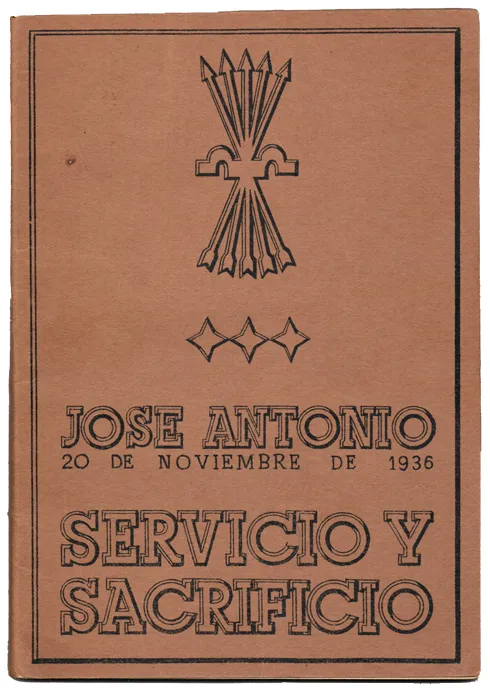 JOSE ANTONIO
20 DE NOVIEMBRE DE 1936
SERVICIO Y
SACRIFICIO